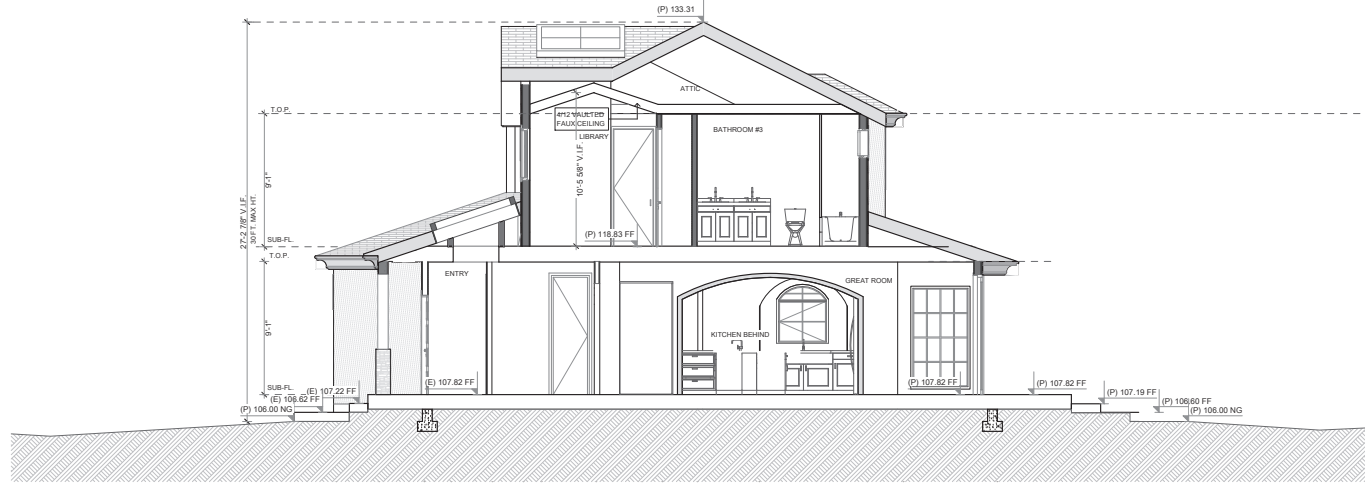 (P) 133.31
ATTIC
T.O.P.
4/12 VAULTED
FAUX CEILING
LIBRARY
BATHROOM #3
10'-5 5/8" V.I.F.
9'-1"
27'-2 7/8" V.I.F.
30 FT. MAX HT.
(P) 118.83 FF
SUB-FL.
T.O.P.
ENTRY
GREAT ROOM
9'-1"
KITCHEN BEHIND
SUB-FL.
(E) 107.22 FF
(E) 106.62 FF
(P) 106.00 NG
(E) 107.82 FF
(P) 107.82 FF
(P) 107.82 FF
(P) 107.19 FF
(P) 106.60 FF
(P) 106.00 NG